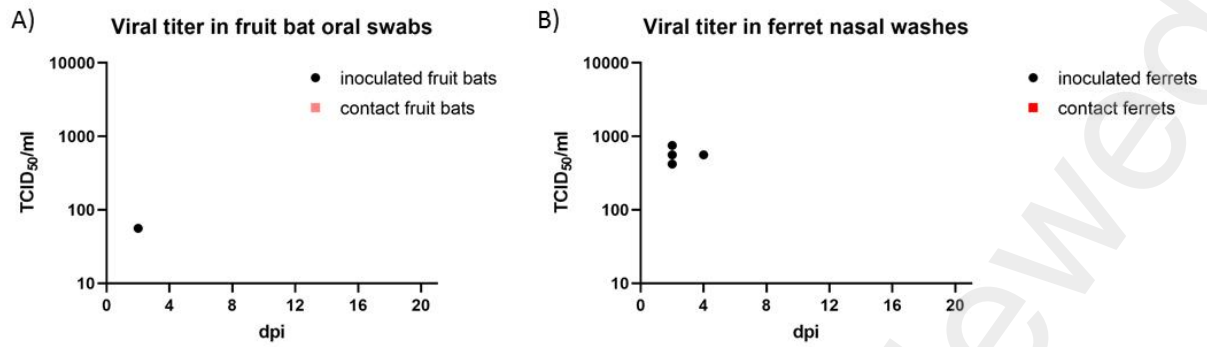 A)
Viral titer in fruit bat oral swabs
10000
1000
100
10
TCID50/ml
0 4 8 12 16 20
dpi
inoculated fruit bats
contact fruit bats
B)
Viral titer in ferret nasal washes
10000
1000
100
10
TCID50/ml
0 4 8 12 16 20
dpi
inoculated ferrets
contact ferrets
ewed